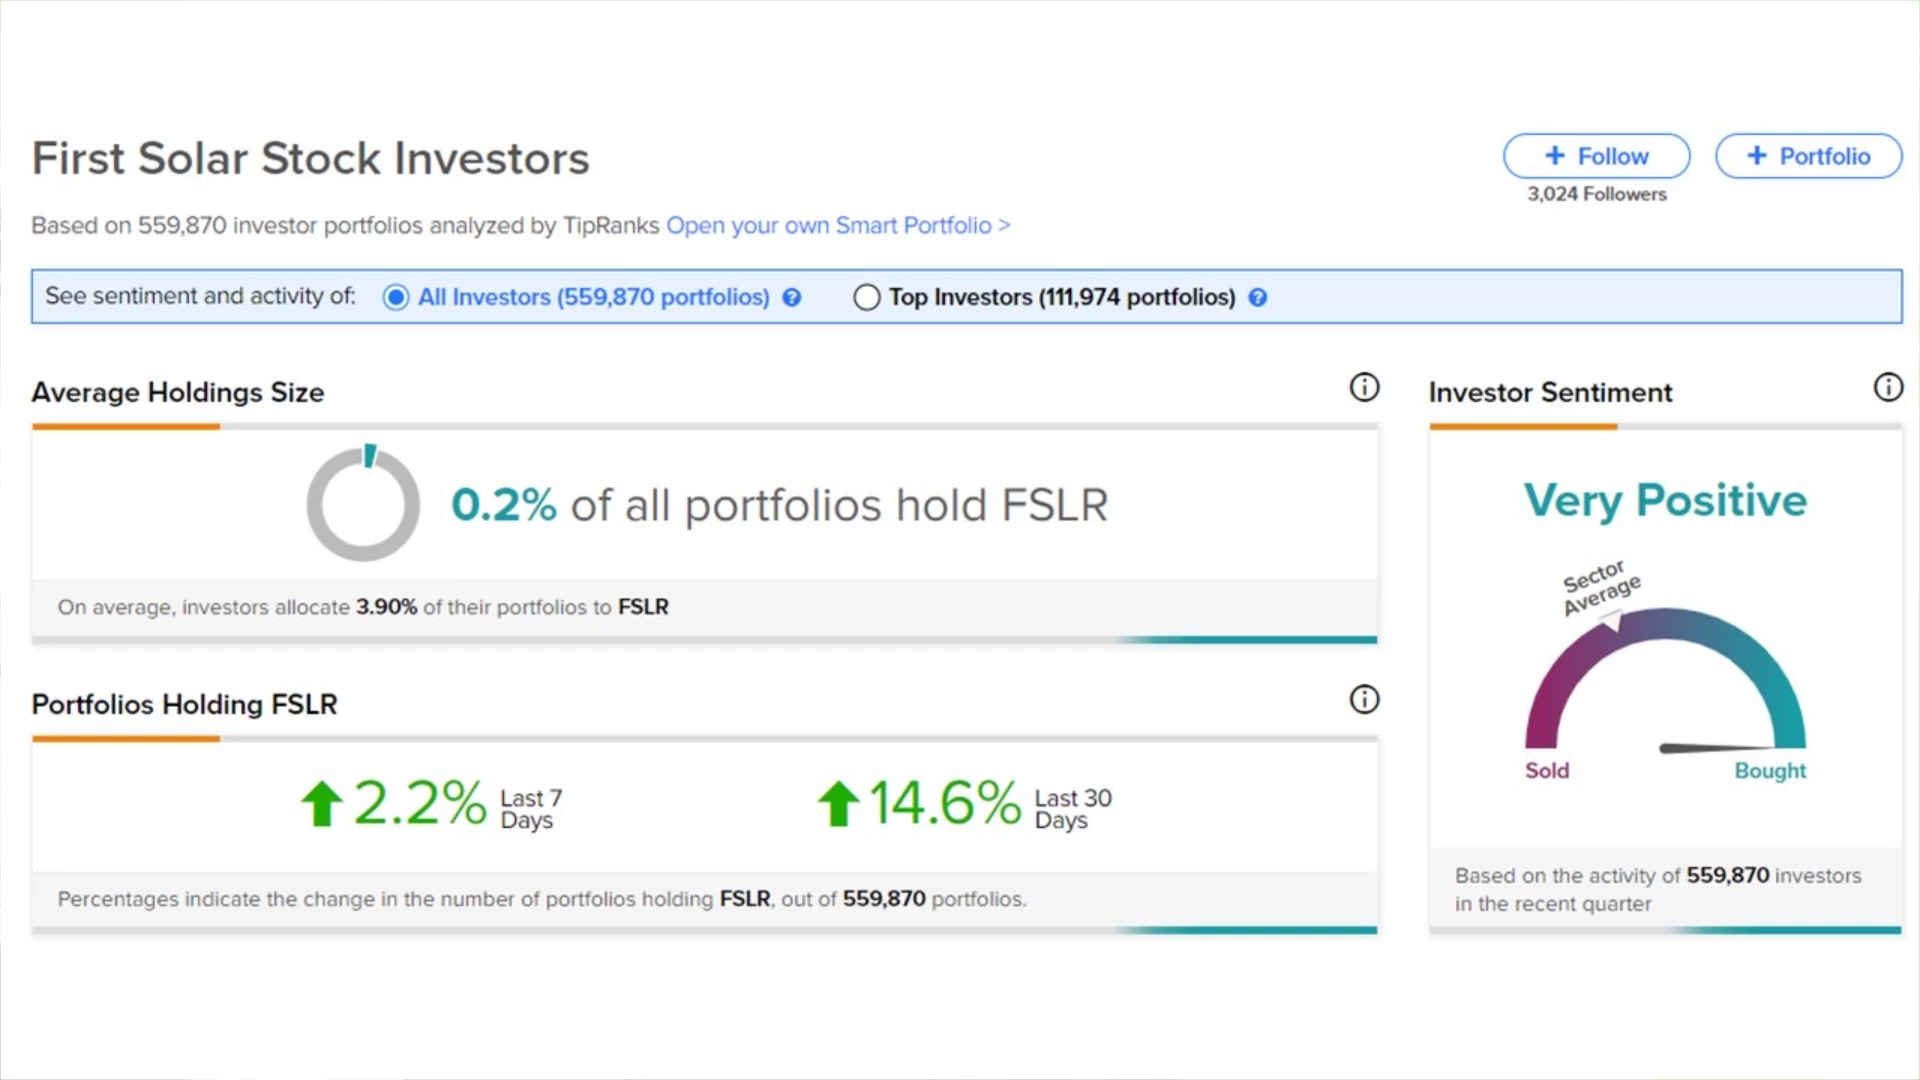 First Solar Stock Investors
+ Follow
+ Portfolio
3,024 Followers
Based on 559,870 investor portfolios analyzed by TipRanks Open your own Smart Portfolio >
See sentiment and activity of: All Investors (559,870 portfolios) ? Top Investors (111,974 portfolios) ?
Average Holdings Size
0.2% of all portfolios hold FSLR
On average, investors allocate 3.90% of their portfolios to FSLR
Portfolios Holding FSLR
2.2% Last 7
Days
14.6% Last 30
Days
Percentages indicate the change in the number of portfolios holding FSLR, out of 559,870 portfolios.
Investor Sentiment
Very Positive
Sector
Average
Sold
Bought
Based on the activity of 559,870 investors
in the recent quarter